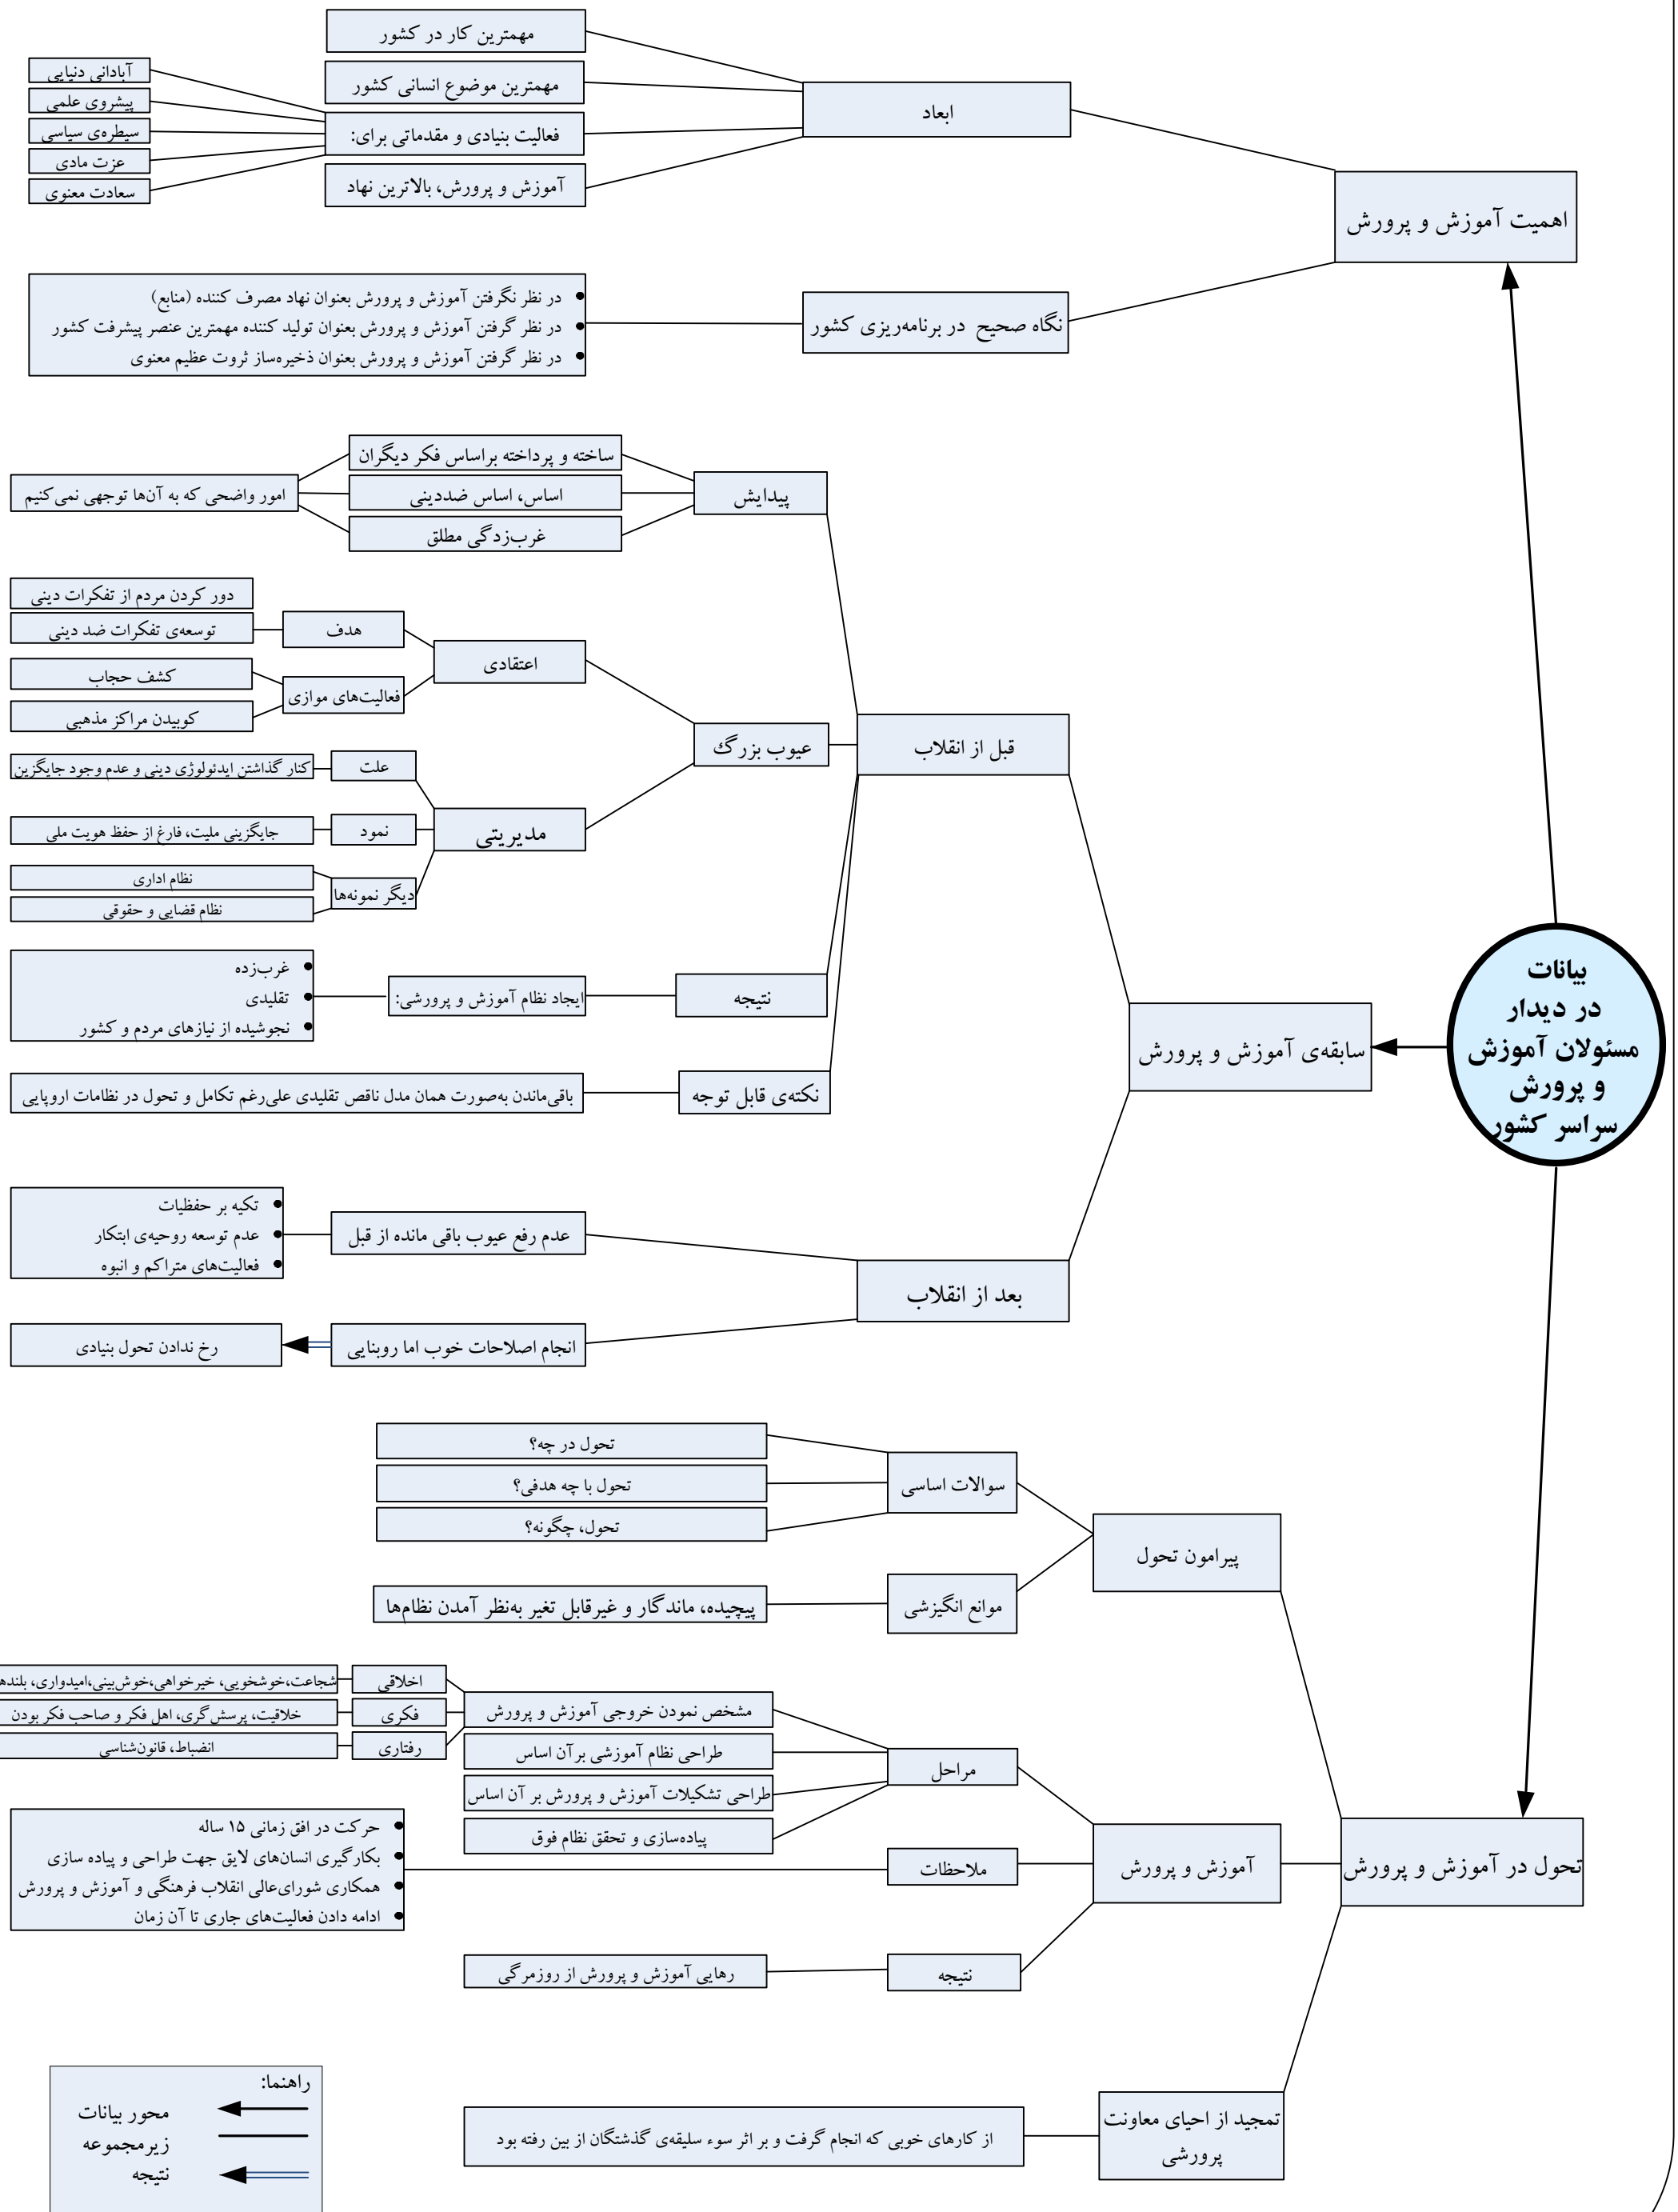 بیانات
در دیدار
مسئولان آموزش
و پرورش
سراسر کشور
اهمیت آموزش و پرورش
ابعاد
مهمترین کار در کشور
مهمترین موضوع انسانی کشور
فعالیت بنیادی و مقدماتی برای:
آبادانی دنیایی
پیشروی علمی
سیطره‌ی سیاسی
عزت مادی
سعادت معنوی
آموزش و پرورش، بالاترین نهاد
نگاه صحیح در برنامه‌ریزی کشور
• در نظر نگرفتن آموزش و پرورش بعنوان نهاد مصرف کننده (منابع)
• در نظر گرفتن آموزش و پرورش بعنوان تولید کننده مهمترین عنصر پیشرفت کشور
• در نظر گرفتن آموزش و پرورش بعنوان ذخیره‌ساز ثروت عظیم معنوی
سابقه‌ی آموزش و پرورش
قبل از انقلاب
پیدایش
ساخته و پرداخته براساس فکر دیگران
اساس، اساس ضددینی
غرب‌زدگی مطلق
امور واضحی که به آن‌ها توجهی نمی‌کنیم
عیوب بزرگ
اعتقادی
هدف
دور کردن مردم از تفکرات دینی
توسعه‌ی تفکرات ضد دینی
فعالیت‌های موازی
کشف حجاب
کوبیدن مراکز مذهبی
مدیریتی
علت
کنار گذاشتن ایدئولوژی دینی و عدم وجود جایگزین
نمود
جایگزینی ملیت، فارغ از حفظ هویت ملی
دیگر نمونه‌ها
نظام اداری
نظام قضایی و حقوقی
نتیجه
ایجاد نظام آموزش و پرورشی:
• غرب‌زده
• تقلیدی
• نجوشیده از نیازهای مردم و کشور
نکته‌ی قابل توجه
باقی‌ماندن به‌صورت همان مدل ناقص تقلیدی علی‌رغم تکامل و تحول در نظامات اروپایی
بعد از انقلاب
عدم رفع عیوب باقی مانده از قبل
• تکیه بر حفظیات
• عدم توسعه روحیه‌ی ابتکار
• فعالیت‌های متراکم و انبوه
انجام اصلاحات خوب اما روبنایی
رخ ندادن تحول بنیادی
تحول در آموزش و پرورش
پیرامون تحول
سوالات اساسی
تحول در چه؟
تحول با چه هدفی؟
تحول، چگونه؟
موانع انگیزشی
پیچیده، ماندگار و غیرقابل تغیر به‌نظر آمدن نظام‌ها
آموزش و پرورش
مراحل
مشخص نمودن خروجی آموزش و پرورش
اخلاقی
شجاعت،خوشخویی، خیرخواهی،خوش‌بینی،امیدواری،
فکری
خلاقیت، پرسش‌گری، اهل فکر و صاحب فکر بودن
رفتاری
انضباط، قانون‌شناسی
طراحی نظام آموزشی برآن اساس
طراحی تشکیلات آموزش و پرورش بر آن اساس
پیاده‌سازی و تحقق نظام فوق
ملاحظات
• حرکت در افق زمانی ۱۵ ساله
• بکارگیری انسان‌های لایق جهت طراحی و پیاده سازی
• همکاری شورای‌عالی انقلاب فرهنگی و آموزش و پرورش
• ادامه دادن فعالیت‌های جاری تا آن زمان
نتیجه
رهایی آموزش و پرورش از روزمرگی
تمجید از احیای معاونت
پرورشی
از کارهای خوبی که انجام گرفت و بر اثر سوء سلیقه‌ی گذشتگان از بین رفته بود
راهنما:
محور بیانات
زیرمجموعه
نتیجه